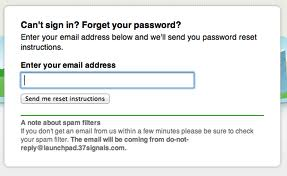 Can't sign in? Forget your password?
Enter your email address below and we'll send you password reset
instructions.
Enter your email address
Send me reset instructions
A note about spam filters
If you don't get an email from us within a few minutes please be sure to check
your spam filter. The email will be coming from do-not-
reply@launchpad.37signals.com.